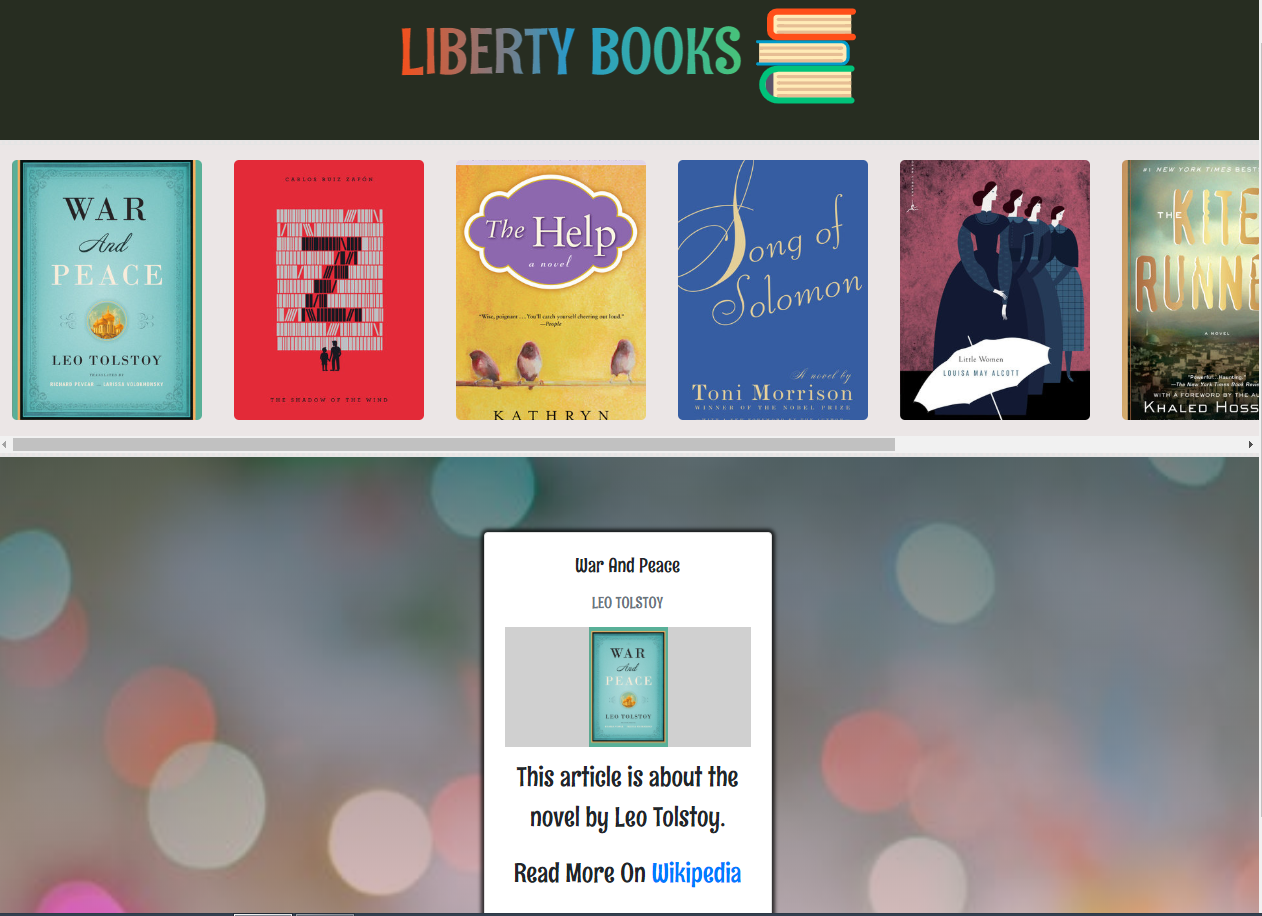 LIBERTY BOOKS
WAR
And
PEACE
LEO TOLSTOY
TRANSLATED BY
RICHARD PEVEAR LARISSA VOLOKHONSKY
CARLOS RUIZ ZAFÓN
THE SHADOW OF THE WIND
The Help
a novel
"Wise, poignant . . . You'll catch yourself cheering out loud."
—People
KATHRYN
Song of
Solomon
A novel by
Toni Morrison
WINNER OF THE NOBEL PRIZE
Little Women
LOUISA MAY ALCOTT
#1 NEW YORK TIMES BEST
THE KITE
RUNNE
A NOVEL
"Powerful...Haunting."
—The New York Times Book Revie
WITH A FOREWORD BY THE AU
KHALED HOSS
War And Peace
LEO TOLSTOY
WAR
And
PEACE
LEO TOLSTOY
This article is about the
novel by Leo Tolstoy.
Read More On Wikipedia